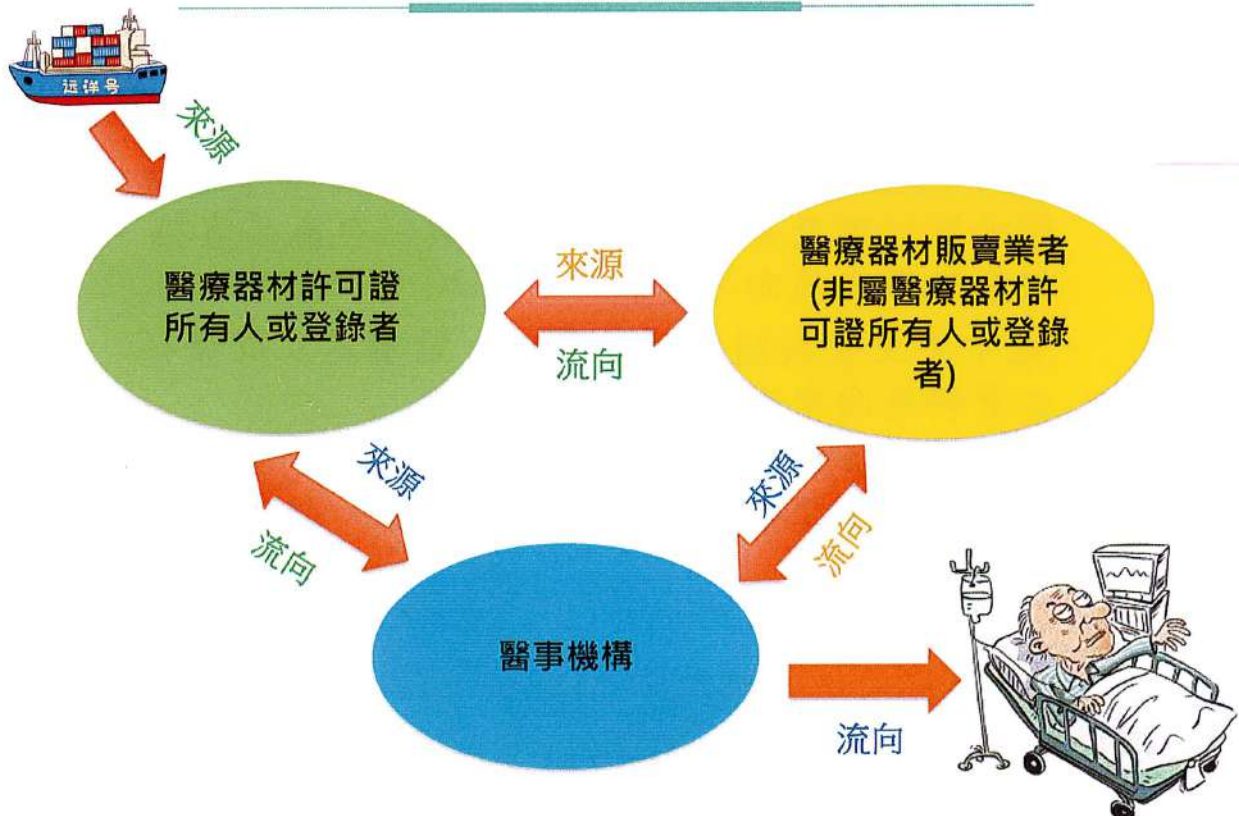 远洋号
來源
醫療器材許可證
所有人或登錄者
來源
流向
醫療器材販賣業者
(非屬醫療器材許
可證所有人或登錄
者)
來源
流向
來源
流向
醫事機構
流向